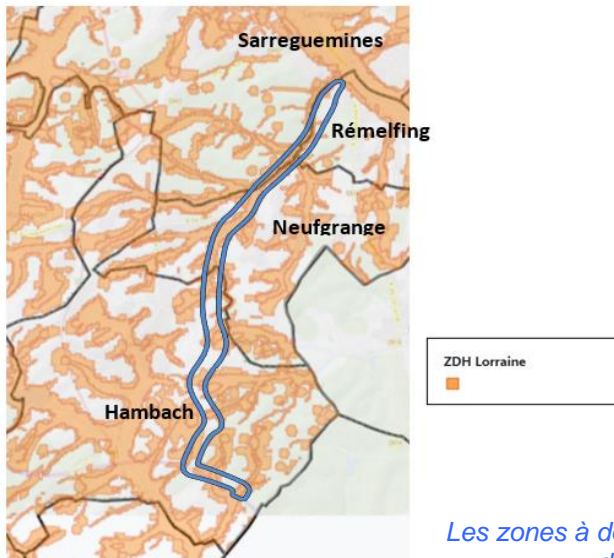 Sarreguemines
Rémelfing
Neufgrange
Hambach
ZDH Lorraine
Les zones à